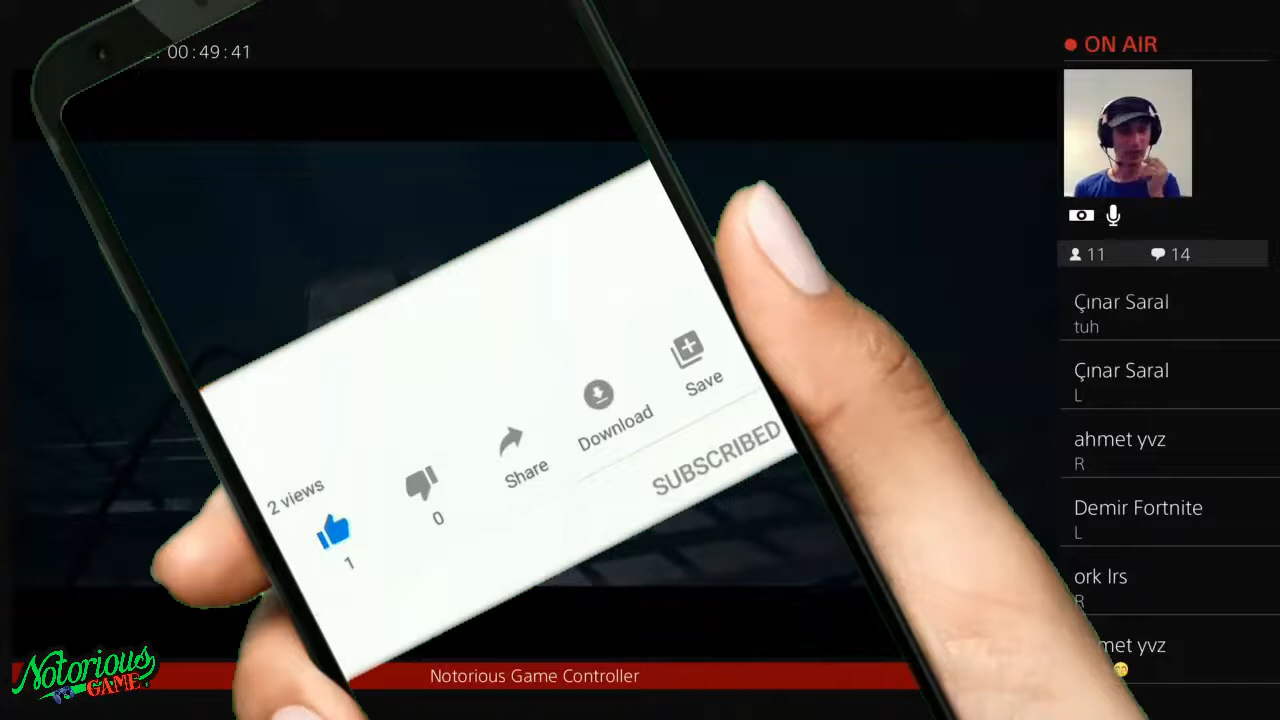 : 00:49:41
ON AIR
11
14
Çınar Saral
tuh
Çınar Saral
L
ahmet yvz
R
Demir Fortnite
L
ork lrs
R
met yvz
2 views
1
0
Share
Download
Save
SUBSCRIBED
Notorious
GAME
Notorious Game Controller